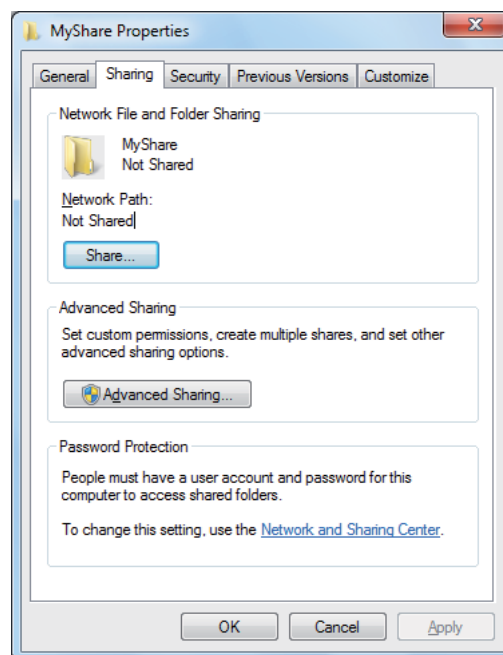 MyShare Properties
General Sharing Security Previous Versions Customize
Network File and Folder Sharing
MyShare
Not Shared
Network Path:
Not Shared
Share...
Advanced Sharing
Set custom permissions, create multiple shares, and set other
advanced sharing options.
Advanced Sharing...
Password Protection
People must have a user account and password for this
computer to access shared folders.
To change this setting, use the Network and Sharing Center.
OK Cancel Apply